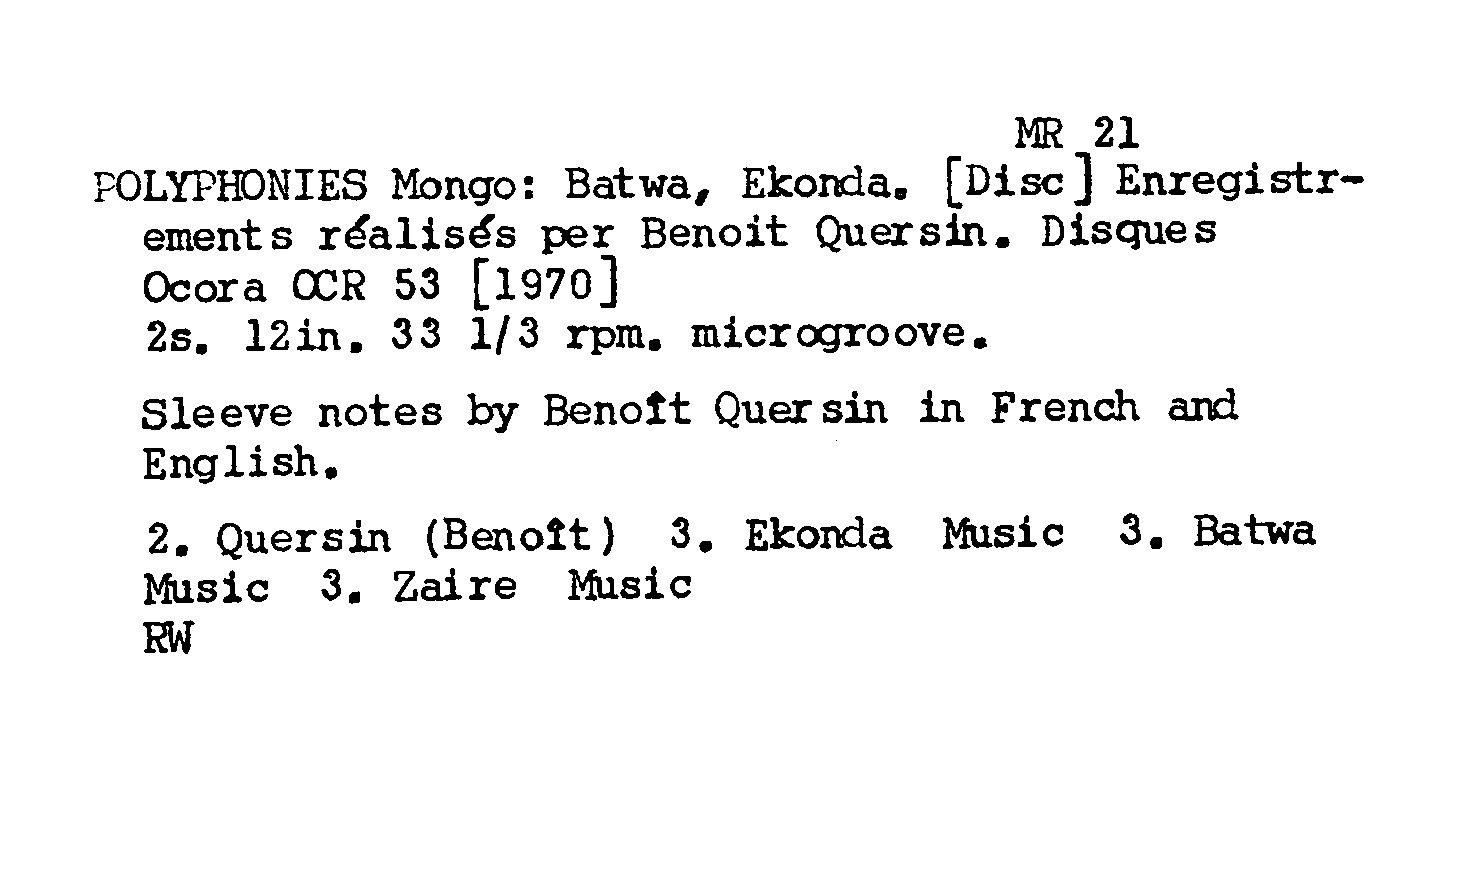 MR 21
POLYPHONIES Mongo: Batwa, Ekonda. [Disc] Enregistr-
ements réalisés per Benoit Quersin. Disques
Ocora OCR 53 [1970]
2s. 12in. 33 1/3 rpm. microgroove.
Sleeve notes by Benoît Quersin in French and
English.
2. Quersin (Benoît) 3. Ekonda Music 3. Batwa
Music 3. Zaire Music
RW